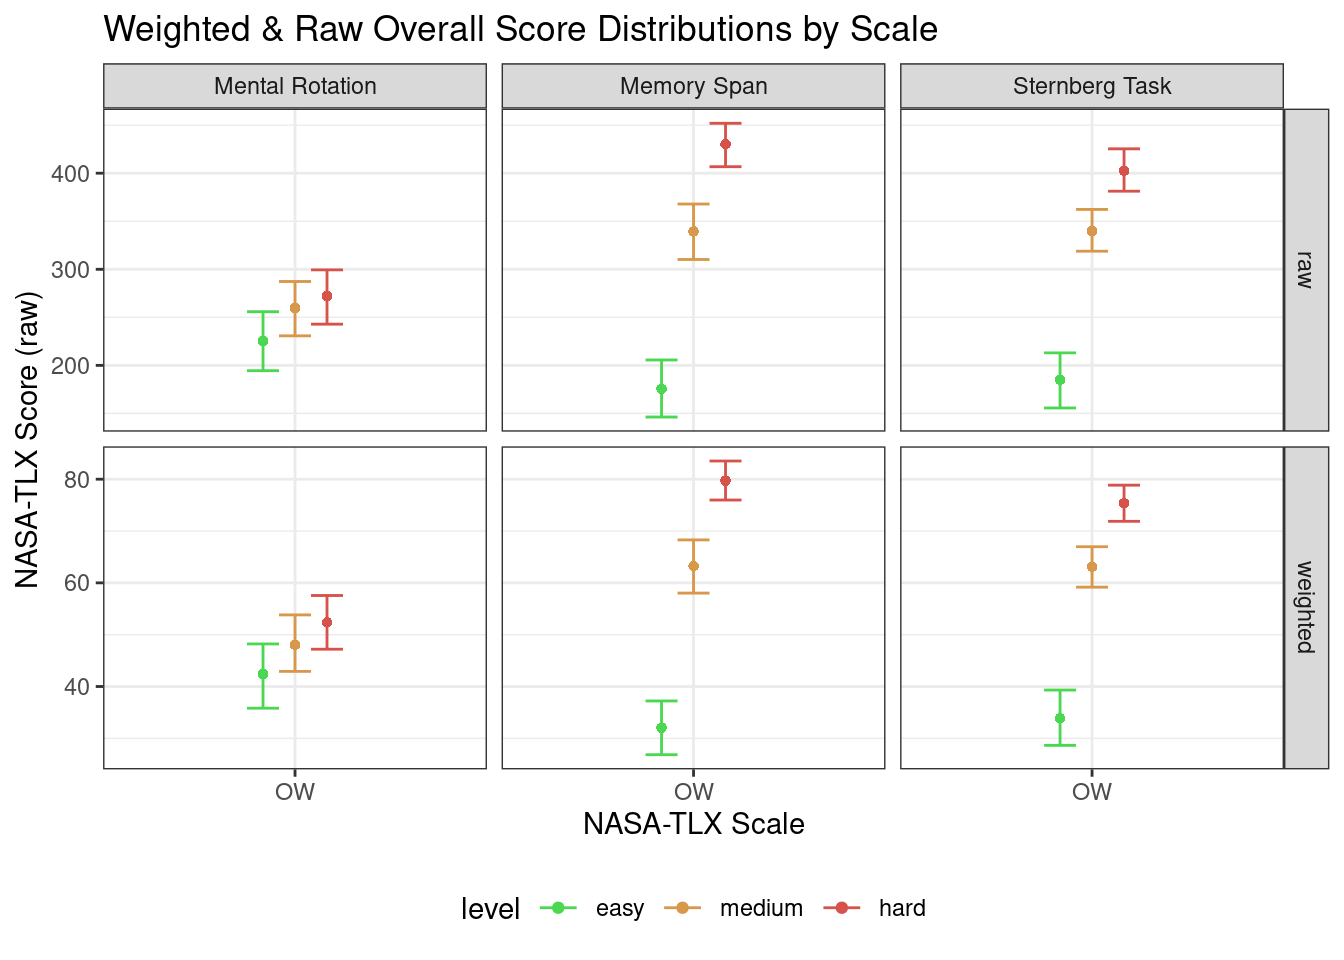 Weighted & Raw Overall Score Distributions by Scale
Mental Rotation
Memory Span
Sternberg Task
NASA-TLX Score (raw)
400
300
200
raw
80
60
40
weighted
OW
OW
OW
NASA-TLX Scale
level easy medium hard